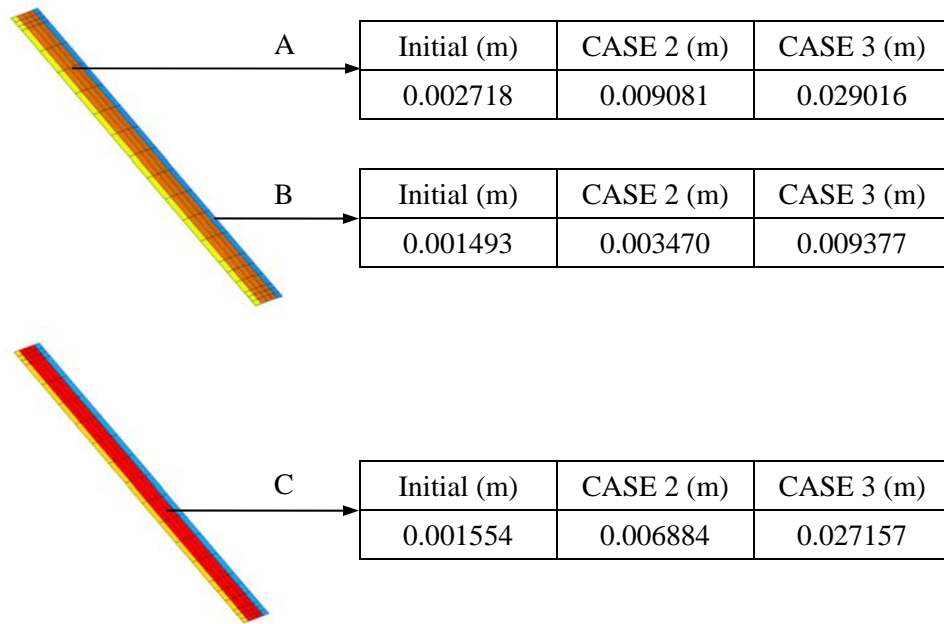 A
Initial (m) CASE 2 (m) CASE 3 (m)
0.002718 0.009081 0.029016
B
Initial (m) CASE 2 (m) CASE 3 (m)
0.001493 0.003470 0.009377
C
Initial (m) CASE 2 (m) CASE 3 (m)
0.001554 0.006884 0.027157